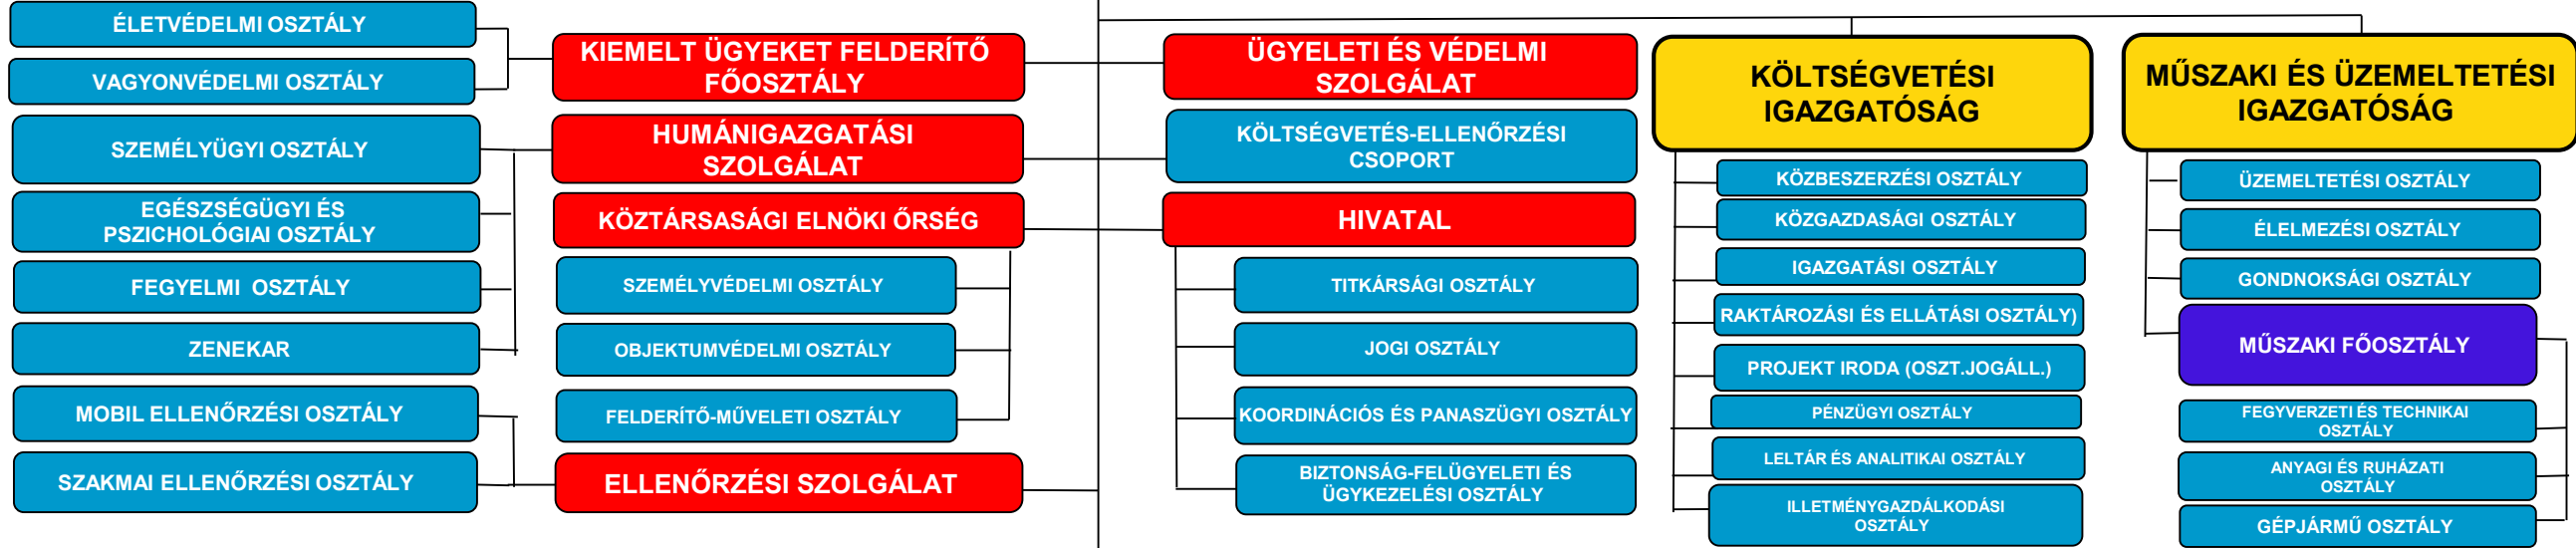 ÉLETVÉDELMI OSZTÁLY
VAGYONVÉDELMI OSZTÁLY
SZEMÉLYÜGYI OSZTÁLY
EGÉSZSÉGÜGYI ÉS
PSZICHOLÓGIAI OSZTÁLY
FEGYELMI OSZTÁLY
ZENEKAR
MOBIL ELLENŐRZÉSI OSZTÁLY
SZAKMAI ELLENŐRZÉSI OSZTÁLY
KIEMELT ÜGYEKET FELDERÍTŐ
FŐOSZTÁLY
HUMÁNIGAZGATÁSI
SZOLGÁLAT
KÖZTÁRSASÁGI ELNÖKI ŐRSÉG
SZEMÉLYVÉDELMI OSZTÁLY
OBJEKTUMVÉDELMI OSZTÁLY
FELDERÍTŐ-MŰVELETI OSZTÁLY
ELLENŐRZÉSI SZOLGÁLAT
ÜGYELETI ÉS VÉDELMI
SZOLGÁLAT
KÖLTSÉGVETÉS-ELLENŐRZÉSI
CSOPORT
HIVATAL
TITKÁRSÁGI OSZTÁLY
JOGI OSZTÁLY
KOORDINÁCIÓS ÉS PANASZÜGYI OSZTÁLY
BIZTONSÁG-FELÜGYELETI ÉS
ÜGYKEZELÉSI OSZTÁLY
KÖLTSÉGVETÉSI
IGAZGATÓSÁG
KÖZBESZERZÉSI OSZTÁLY
KÖZGAZDASÁGI OSZTÁLY
IGAZGATÁSI OSZTÁLY
RAKTÁROZÁSI ÉS ELLÁTÁSI OSZTÁLY)
PROJEKT IRODA (OSZT.JOGÁLL.)
PÉNZÜGYI OSZTÁLY
LELTÁR ÉS ANALITIKAI OSZTÁLY
ILLETMÉNYGAZDÁLKODÁSI
OSZTÁLY
MŰSZAKI ÉS ÜZEMELTETÉSI
IGAZGATÓSÁG
ÜZEMELTETÉSI OSZTÁLY
ÉLELMEZÉSI OSZTÁLY
GONDNOKSÁGI OSZTÁLY
MŰSZAKI FŐOSZTÁLY
FEGYVERZETI ÉS TECHNIKAI
OSZTÁLY
ANYAGI ÉS RUHÁZATI
OSZTÁLY
GÉPJÁRMŰ OSZTÁLY